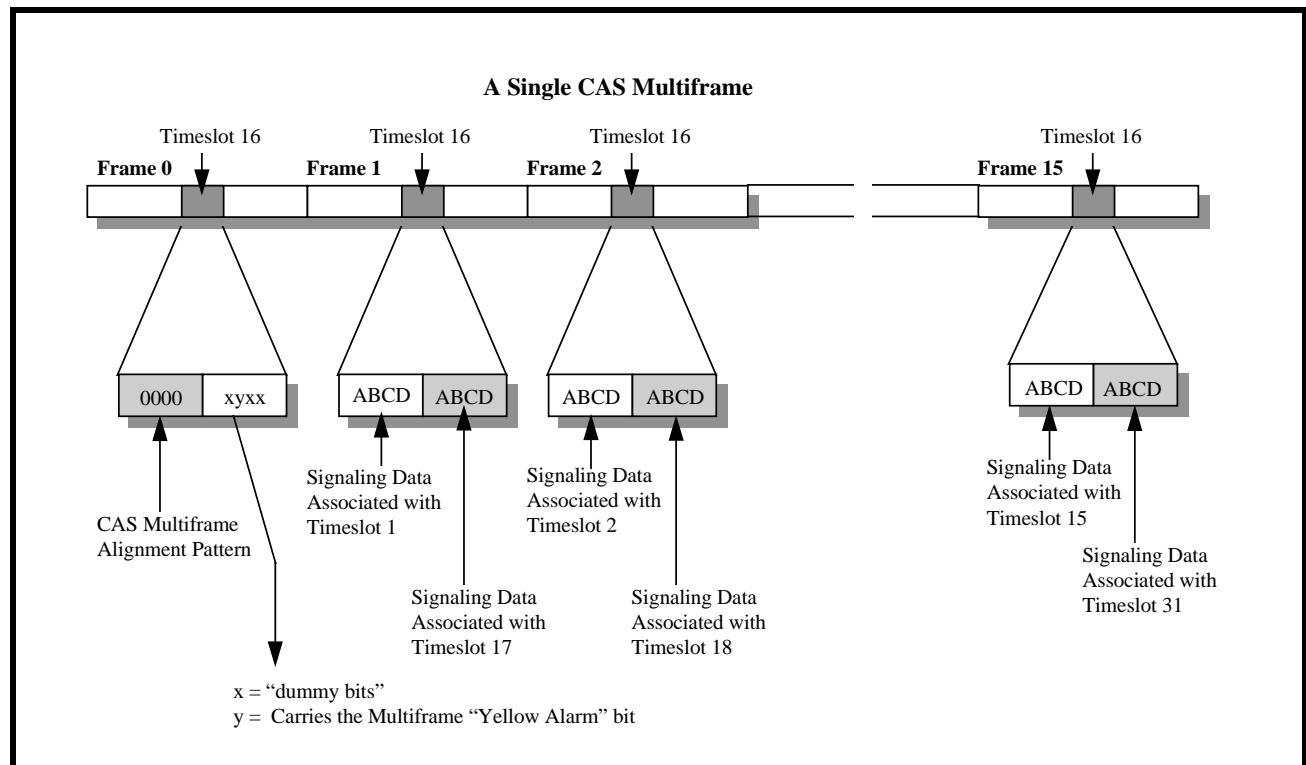 A Single CAS Multiframe
Timeslot 16
Timeslot 16
Timeslot 16
Timeslot 16
Frame 0
Frame 1
Frame 2
Frame 15
0000
xyxx
ABCD
ABCD
ABCD
ABCD
ABCD
ABCD
CAS Multiframe
Alignment Pattern
Signaling Data
Associated with
Timeslot 1
Signaling Data
Associated with
Timeslot 17
Signaling Data
Associated with
Timeslot 2
Signaling Data
Associated with
Timeslot 18
Signaling Data
Associated with
Timeslot 15
Signaling Data
Associated with
Timeslot 31
x = “dummy bits”
y = Carries the Multiframe “Yellow Alarm” bit